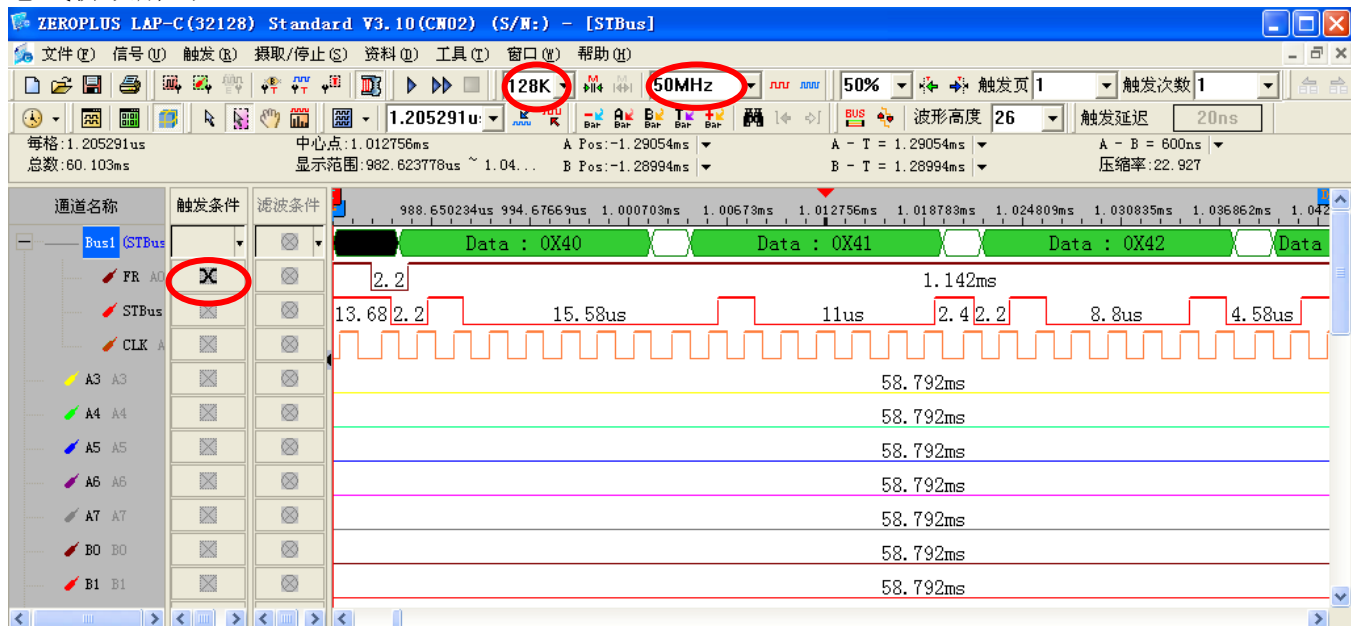 ZEROPLUS LAP-C(32128) Standard V3.10(CN02) (S/N:) - [STBus]
文件(F) 信号(U) 触发(R) 摄取/停止(S) 资料(D) 工具(T) 窗口(W) 帮助(H)
128K 50MHz 50% 触发页 1 触发次数 1
1.205291u: Bar Bar Bar Bar Bar BUS 波形高度 26 触发延迟 20ns
每格:1.205291us 中心点:1.012756ms A Pos:-1.29054ms A - T = 1.29054ms A - B = 600ns
总数:60.103ms 显示范围:982.623778us ~ 1.04... B Pos:-1.28994ms B - T = 1.28994ms 压缩率:22.927
通道名称 触发条件 滤波条件 988.650234us 994.67669us 1.000703ms 1.00673ms 1.012756ms 1.018783ms 1.024809ms 1.030835ms 1.036862ms 1.042
Bus1 (STBus Data : 0X40 Data : 0X41 Data : 0X42 Data
FR A0 2.2 1.142ms
STBus 13.68 2.2 15.58us 11us 2.4 2.2 8.8us 4.58us
CLK A
A3 A3 58.792ms
A4 A4 58.792ms
A5 A5 58.792ms
A6 A6 58.792ms
A7 A7 58.792ms
B0 B0 58.792ms
B1 B1 58.792ms